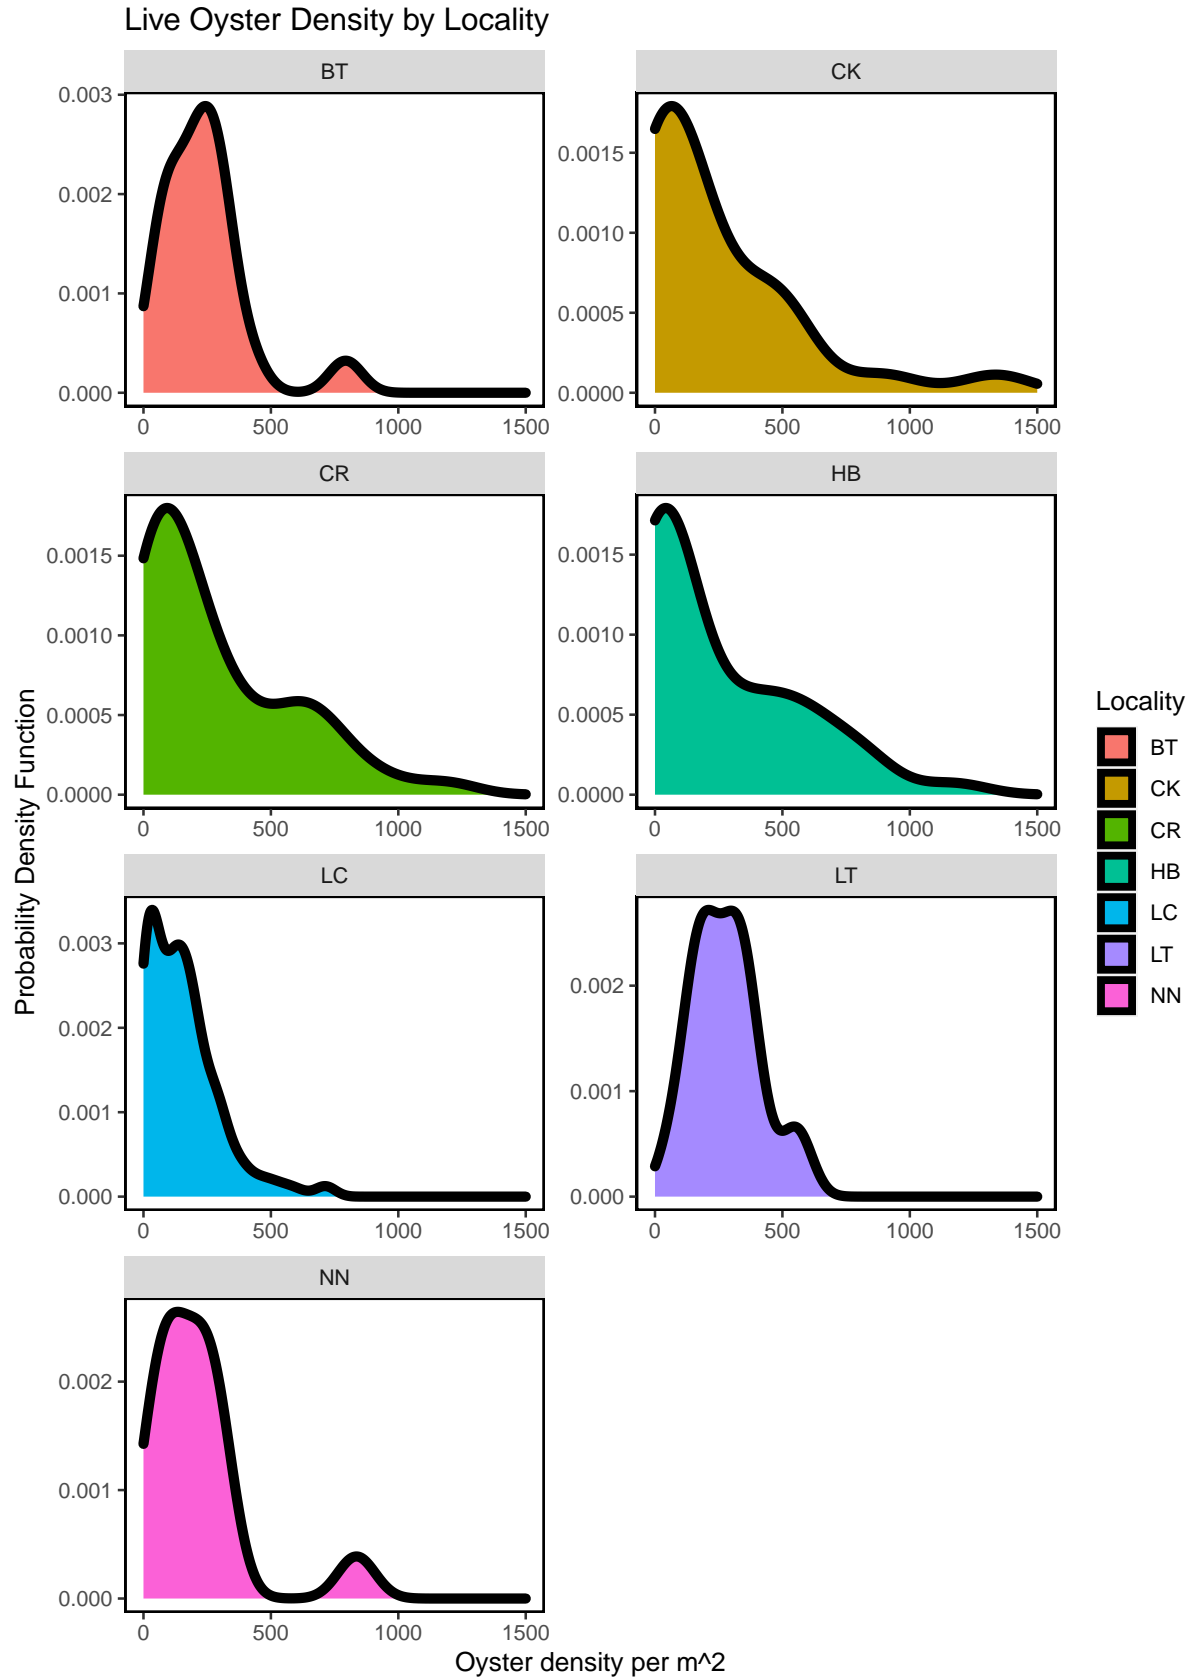 Live Oyster Density by Locality
BT
CK
0.003
0.002
0.001
0.000
0.0015
0.0010
0.0005
0.0000
0 500 1000 1500
0 500 1000 1500
CR
HB
0.0015
0.0010
0.0005
0.0000
0.0015
0.0010
0.0005
0.0000
0 500 1000 1500
0 500 1000 1500
LC
LT
0.003
0.002
0.001
0.000
0.002
0.001
0.000
0 500 1000 1500
0 500 1000 1500
NN
0.002
0.001
0.000
0 500 1000 1500
Oyster density per m^2
Probability Density Function
Locality
BT
CK
CR
HB
LC
LT
NN